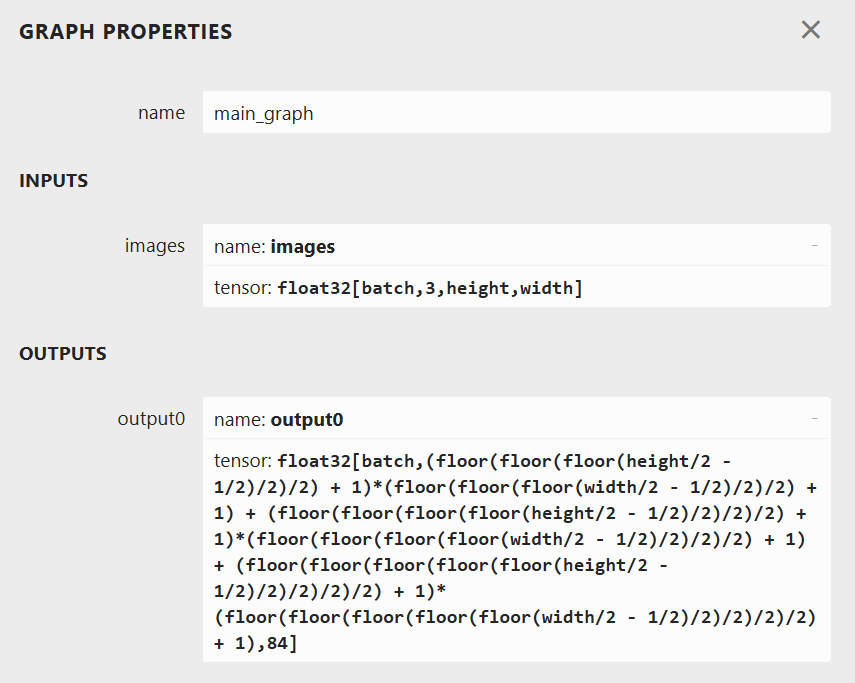 GRAPH PROPERTIES
name
main_graph
INPUTS
images
name: images
-
tensor: float32[batch,3,height,width]
OUTPUTS
output0
name: output0
-
tensor: float32[batch,(floor(floor(floor(height/2 -
1/2)/2)/2) + 1)*(floor(floor(floor(width/2 - 1/2)/2)/2) +
1) + (floor(floor(floor(floor(height/2 - 1/2)/2)/2)/2) +
1)*(floor(floor(floor(floor(width/2 - 1/2)/2)/2)/2) + 1)
+ (floor(floor(floor(floor(floor(height/2 -
1/2)/2)/2)/2)/2) + 1)*
(floor(floor(floor(floor(floor(width/2 - 1/2)/2)/2)/2)/2)
+ 1),84]